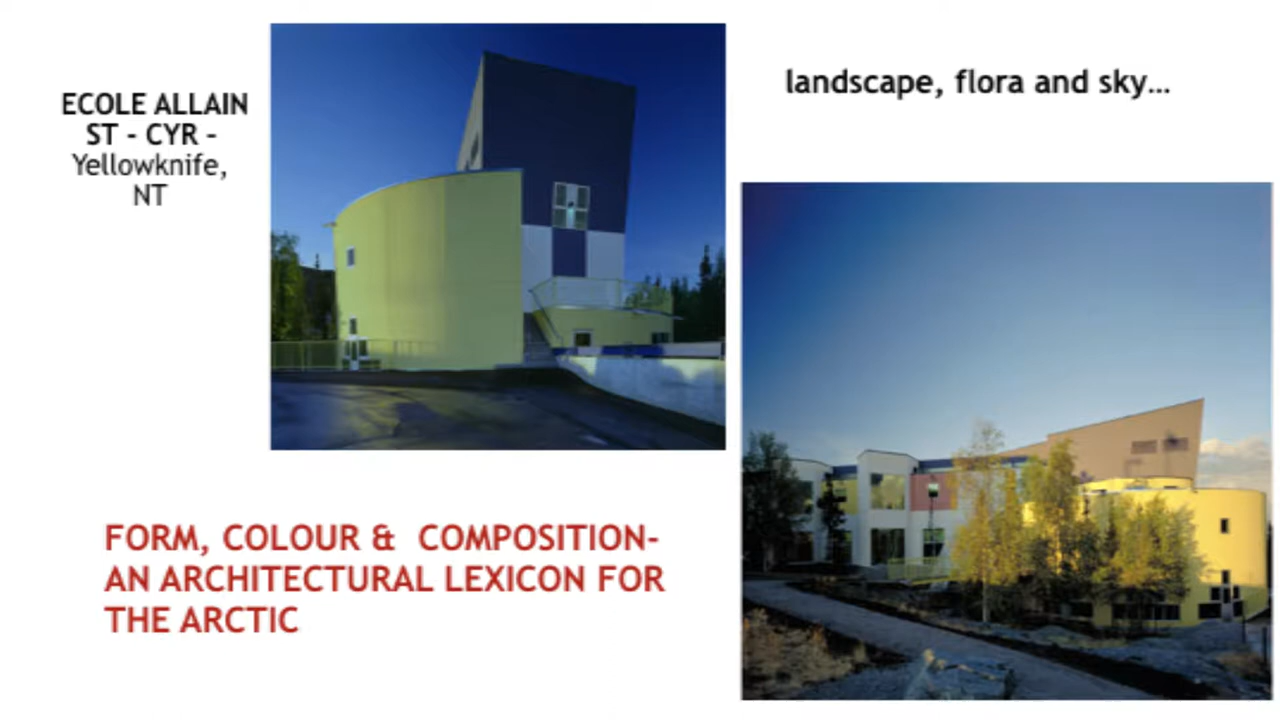 ECOLE ALLAIN
ST - CYR -
Yellowknife,
NT
landscape, flora and sky...
FORM, COLOUR & COMPOSITION-
AN ARCHITECTURAL LEXICON FOR
THE ARCTIC